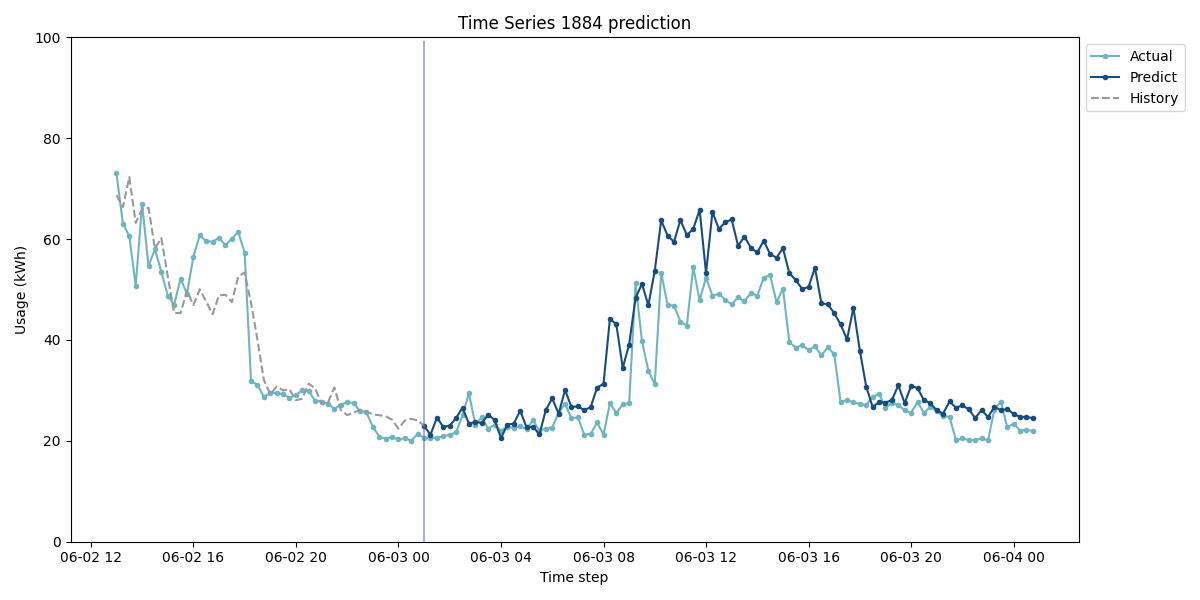 Time Series 1884 prediction
100
80
60
40
20
0
Usage (kWh)
06-02 12
06-02 16
06-02 20
06-03 00
06-03 04
06-03 08
06-03 12
06-03 16
06-03 20
06-04 00
Time step
Actual
Predict
History